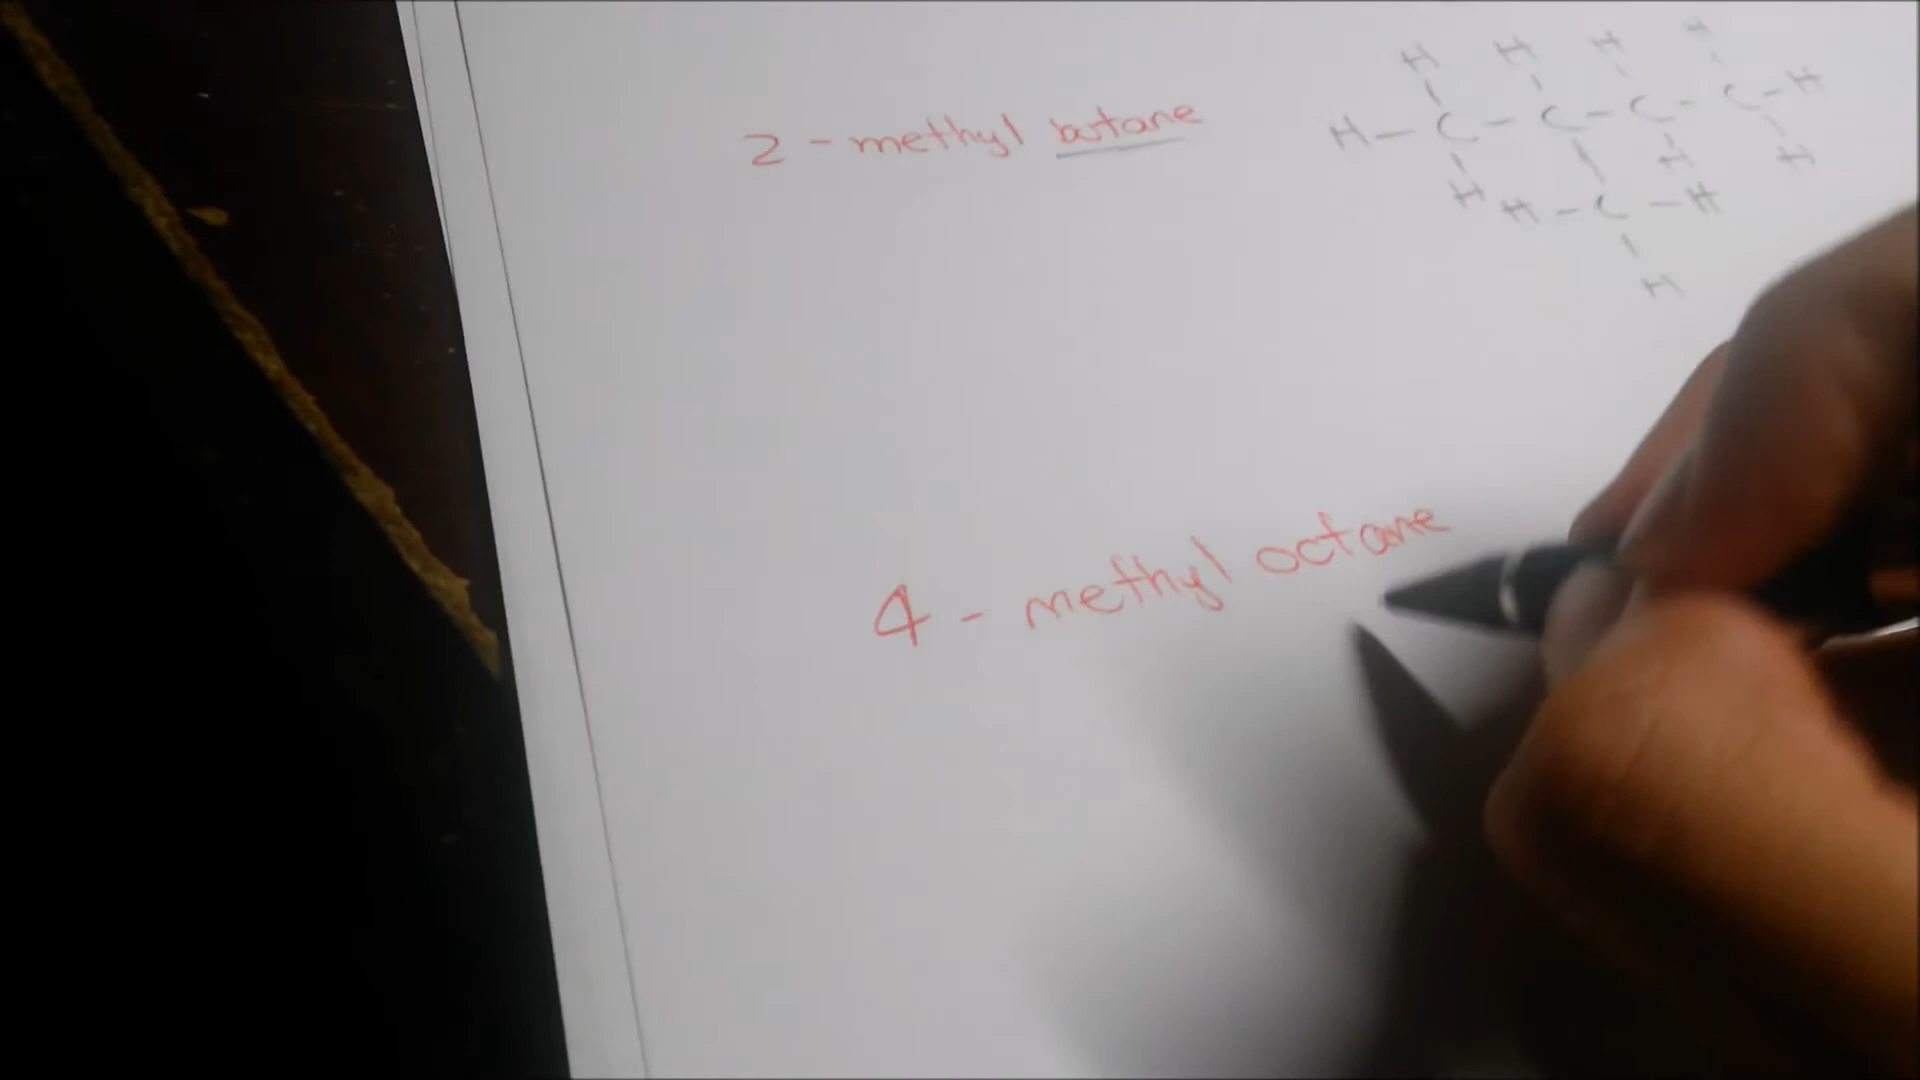 H H H H
2 - methyl butane H - C - C - C - C - H
H H H
H - C - H
H
4 - methyl octane